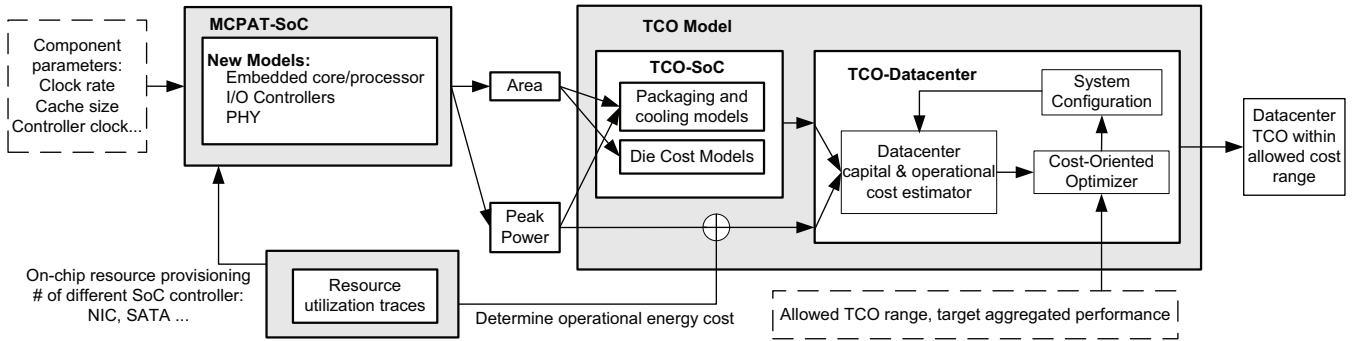 MCPAT-SoC
TCO Model
Component
parameters:
Clock rate
Cache size
Controller clock...
New Models:
Embedded core/processor
I/O Controllers
PHY
Area
Peak
Power
TCO-SoC
Packaging and
cooling models
Die Cost Models
TCO-Datacenter
System
Configuration
Datacenter
capital & operational
cost estimator
Cost-Oriented
Optimizer
Datacenter
TCO within
allowed cost
range
On-chip resource provisioning
# of different SoC controller:
NIC, SATA ...
Resource
utilization traces
Determine operational energy cost
Allowed TCO range, target aggregated performance